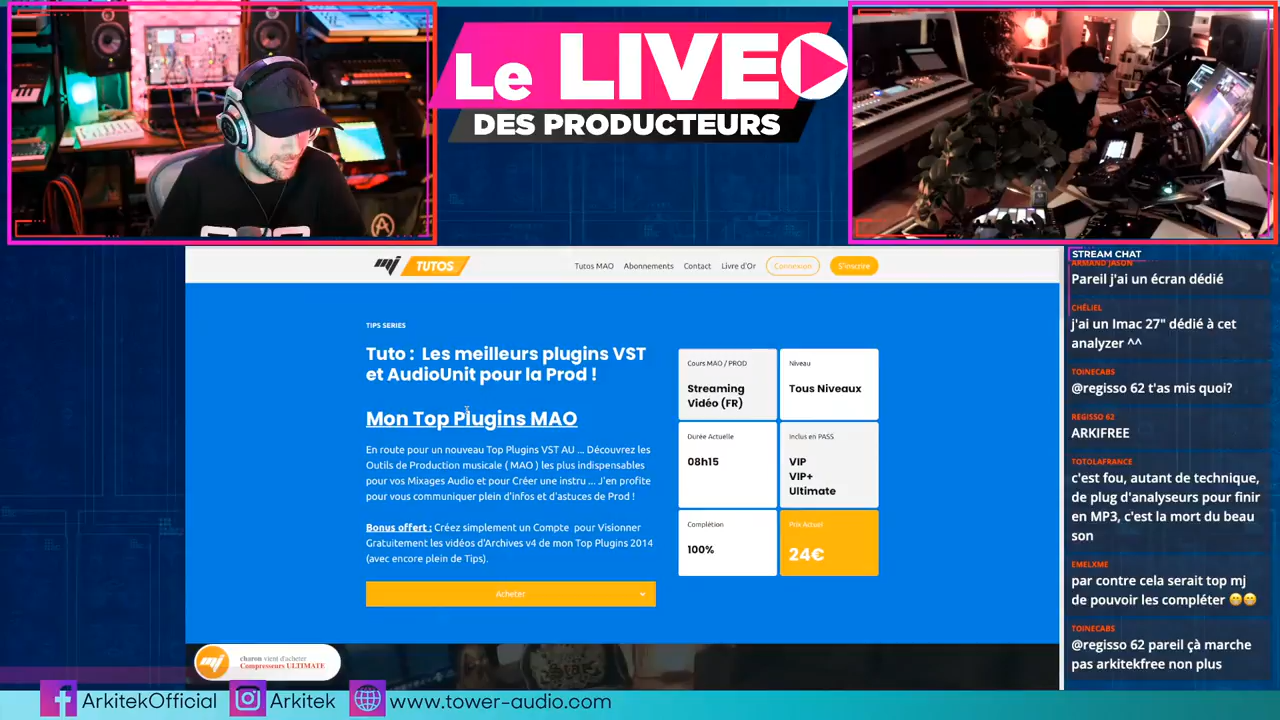 Le LIVE
DES PRODUCTEURS
mj TUTOS
Tutos MAO
Abonnements
Contact
Livre d'Or
Connexion
S'inscrire
TIPS SERIES
Tuto : Les meilleurs plugins VST
et AudioUnit pour la Prod !
Mon Top Plugins MAO
En route pour un nouveau Top Plugins VST AU ... Découvrez les
Outils de Production musicale ( MAO ) les plus indispensables
pour vos Mixages Audio et pour Créer une instru ... J'en profite
pour vous communiquer plein d'infos et d'astuces de Prod !
Bonus offert : Créez simplement un Compte pour Visionner
Gratuitement les vidéos d'Archives v4 de mon Top Plugins 2014
(avec encore plein de Tips).
Acheter
Cours MAO / PROD
Streaming
Vidéo (FR)
Niveau
Tous Niveaux
Durée Actuelle
08h15
Inclus en PASS
VIP
VIP+
Ultimate
Complétion
100%
Prix Actuel
24€
mj
charon vient d'acheter
Compresseurs ULTIMATE
STREAM CHAT
ARMAND JASON
Pareil j'ai un écran dédié
CHÉLIEL
j'ai un Imac 27" dédié à cet
analyzer ^^
TOINECABS
@regisso 62 t'as mis quoi?
REGISSO 62
ARKIFREE
TOTOLAFRANCE
c'est fou, autant de technique,
de plug d'analyseurs pour finir
en MP3, c'est la mort du beau
son
EMELXME
par contre cela serait top mj
de pouvoir les compléter 😁😁
TOINECABS
@regisso 62 pareil çà marche
pas arkitekfree non plus
ArkitekOfficial
Arkitek
www.tower-audio.com